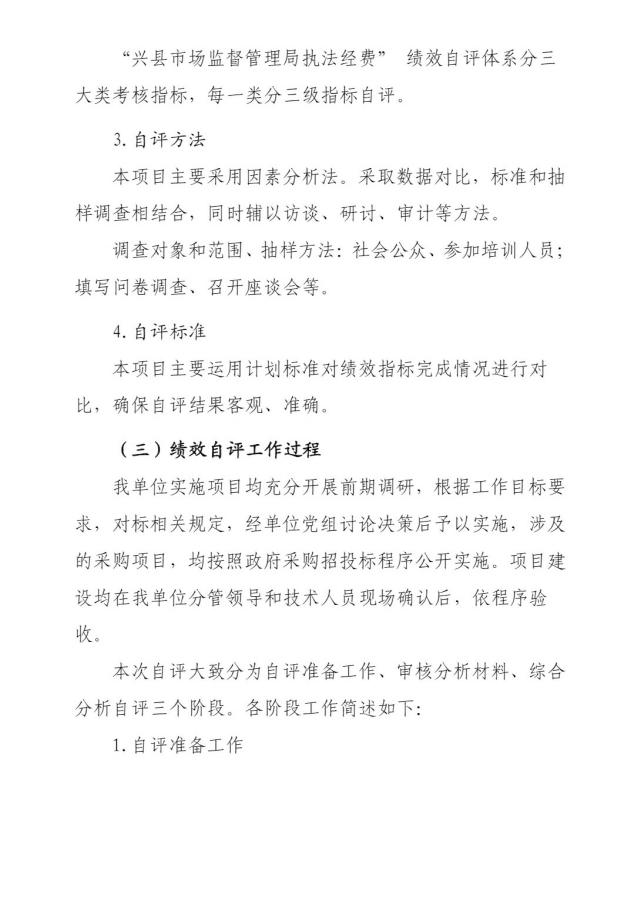 “兴县市场监督管理局执法经费” 绩效自评体系分三
大类考核指标，每一类分三级指标自评。
3.自评方法
本项目主要采用因素分析法。采取数据对比，标准和抽
样调查相结合，同时辅以访谈、研讨、审计等方法。
调查对象和范围、抽样方法：社会公众、参加培训人员；
填写问卷调查、召开座谈会等。
4.自评标准
本项目主要运用计划标准对绩效指标完成情况进行对
比，确保自评结果客观、准确。
（三）绩效自评工作过程
我单位实施项目均充分开展前期调研，根据工作目标要
求，对标相关规定，经单位党组讨论决策后予以实施，涉及
的采购项目，均按照政府采购招投标程序公开实施。项目建
设均在我单位分管领导和技术人员现场确认后，依程序验
收。
本次自评大致分为自评准备工作、审核分析材料、综合
分析自评三个阶段。各阶段工作简述如下：
1.自评准备工作